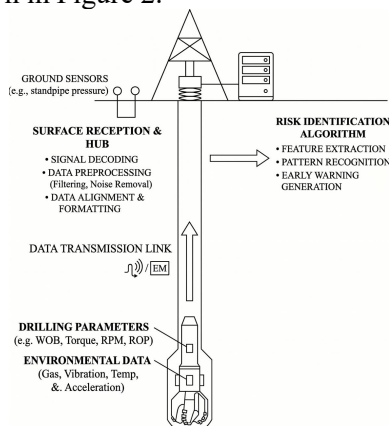 n in Figure 2.
GROUND SENSORS
(e.g., standpipe pressure)
SURFACE RECEPTION &
HUB
• SIGNAL DECODING
• DATA PREPROCESSING
(Filtering, Noise Removal)
• DATA ALIGNMENT &
FORMATTING
RISK IDENTIFICATION
ALGORITHM
• FEATURE EXTRACTION
• PATTERN RECOGNITION
• EARLY WARNING
GENERATION
DATA TRANSMISSION LINK
/ EM
DRILLING PARAMETERS
(e.g. WOB, Torque, RPM, ROP)
ENVIRONMENTAL DATA
(Gas, Vibration, Temp,
&. Acceleration)